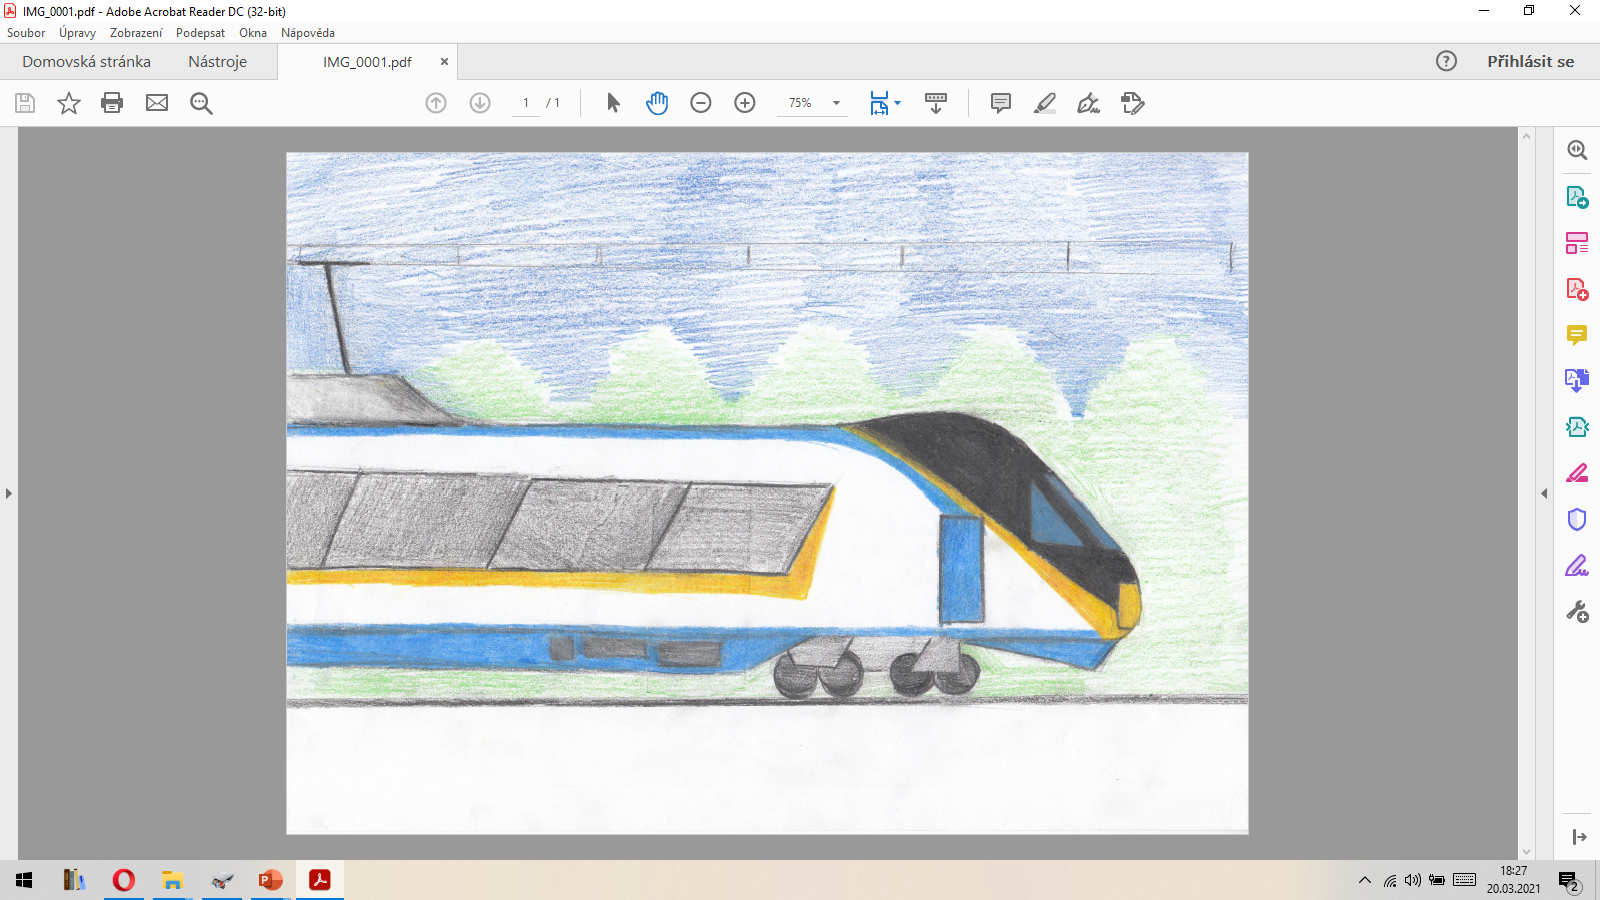 IMG_0001.pdf - Adobe Acrobat Reader DC (32-bit)
Soubor Úpravy Zobrazení Podepsat Okna Nápověda
Domovská stránka Nástroje IMG_0001.pdf × ? Přihlásit se
1 / 1 75%
18:27
20.03.2021
2